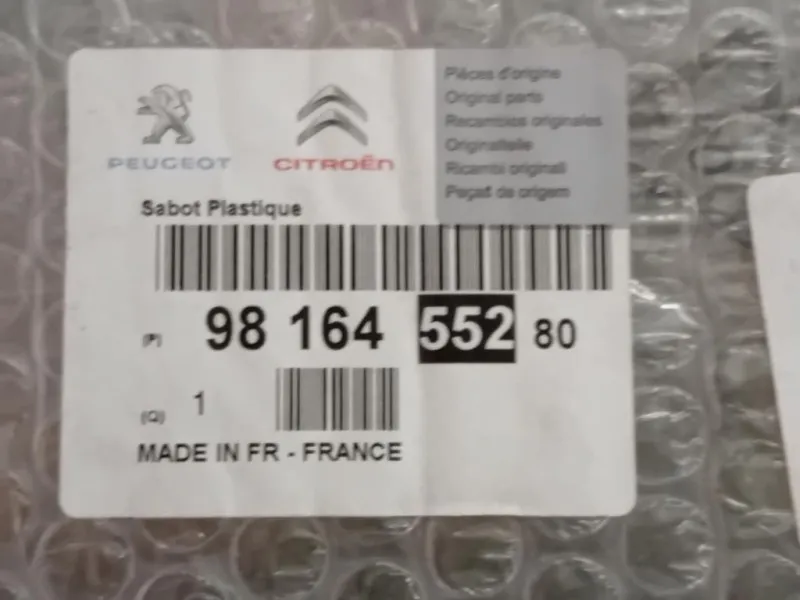 PEUGEOT
CITROËN
Pièces d'origine
Original parts
Recambios originales
Originalteile
Ricambi originali
Peças de origem
Sabot Plastique
(P) 98 164 552 80
(Q) 1
MADE IN FR - FRANCE